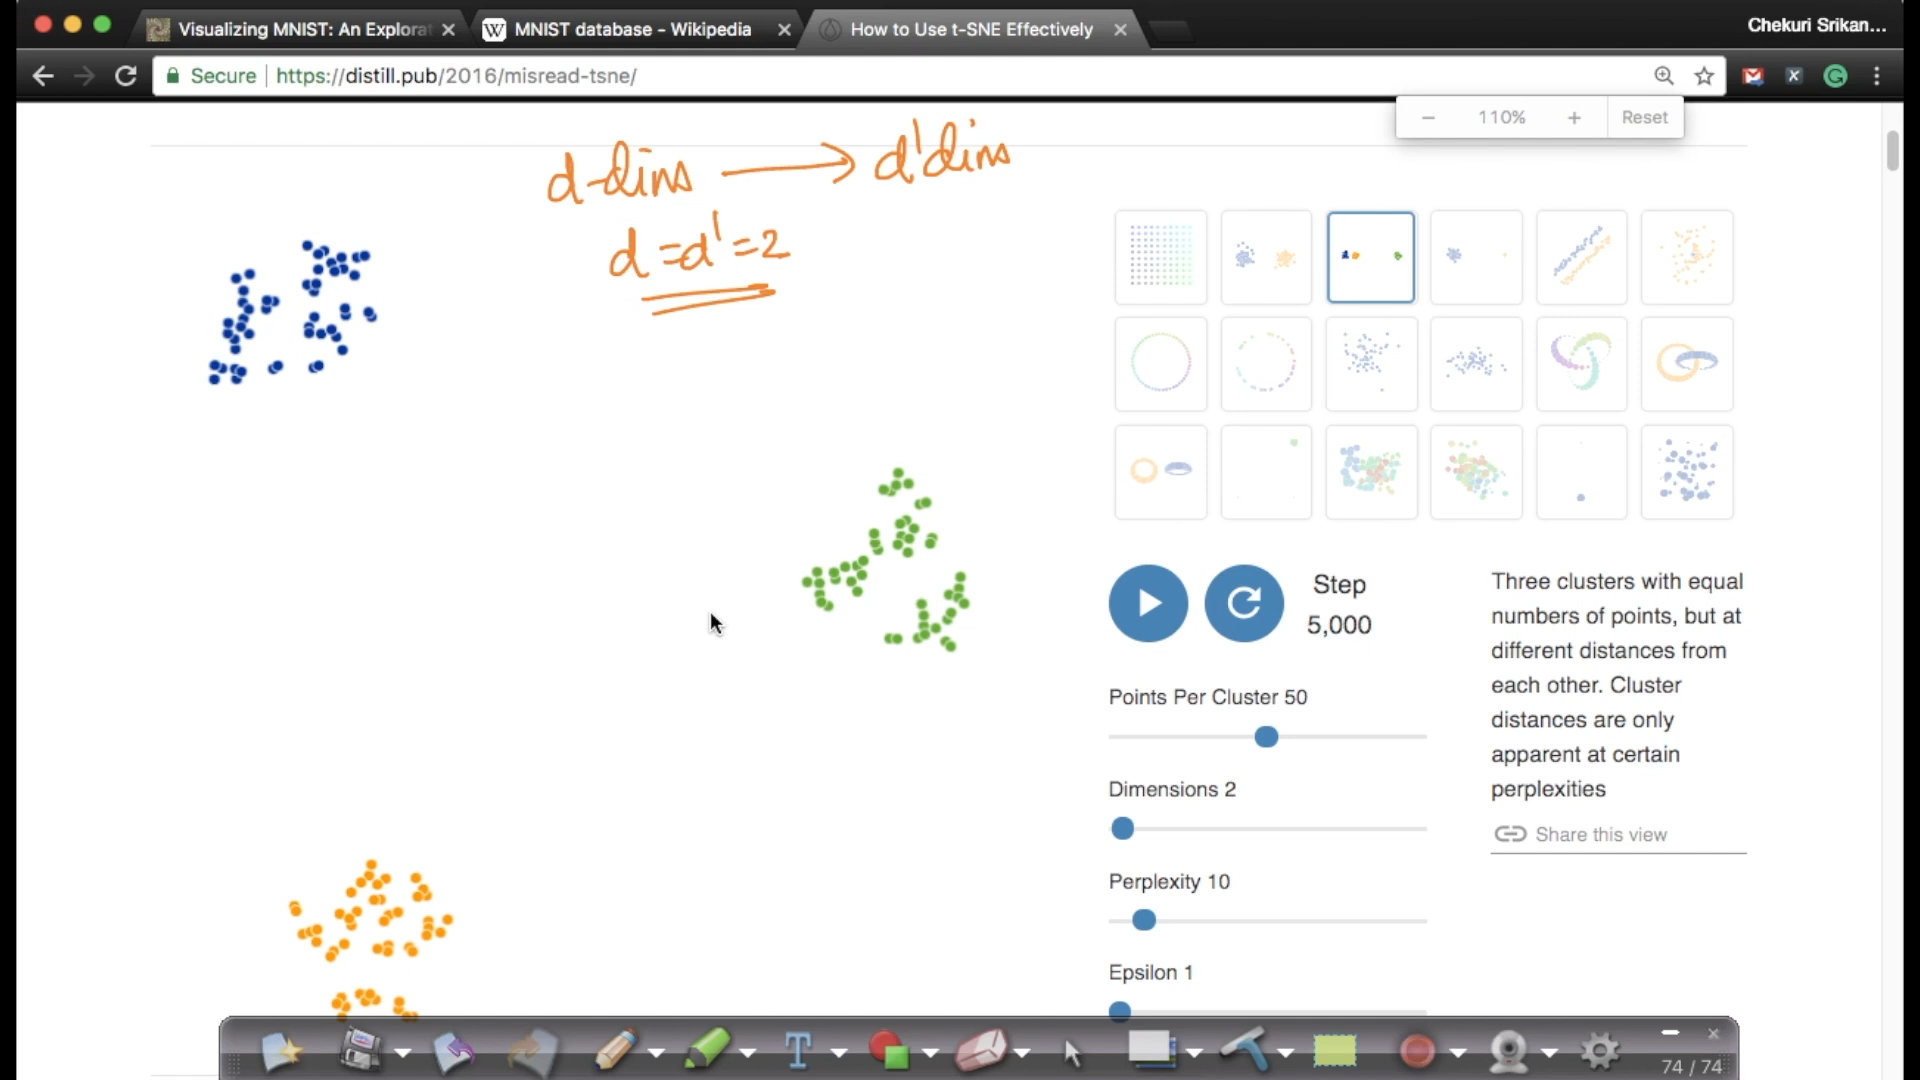 Visualizing MNIST: An Explorat
MNIST database - Wikipedia
How to Use t-SNE Effectively
Chekuri Srikan...
Secure
https://distill.pub/2016/misread-tsne/
110%
Reset
d-dims → d' dims
d = d' = 2
Step
5,000
Points Per Cluster 50
Dimensions 2
Perplexity 10
Epsilon 1
Three clusters with equal
numbers of points, but at
different distances from
each other. Cluster
distances are only
apparent at certain
perplexities
Share this view
74 / 74